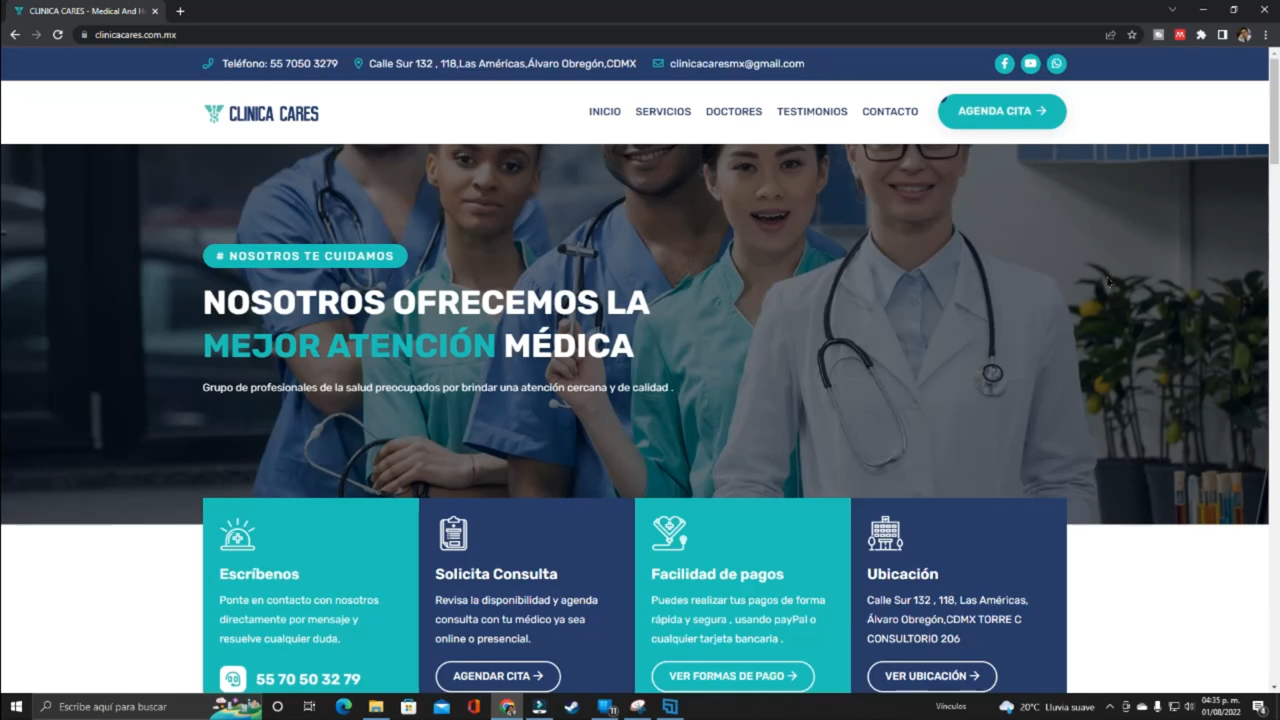 CLINICA CARES - Medical And H
clinicacares.com.mx
Teléfono: 55 7050 3279
Calle Sur 132 , 118,Las Américas,Álvaro Obregón,CDMX
clinicacaresmx@gmail.com
CLINICA CARES
INICIO
SERVICIOS
DOCTORES
TESTIMONIOS
CONTACTO
AGENDA CITA →
# NOSOTROS TE CUIDAMOS
NOSOTROS OFRECEMOS LA
MEJOR ATENCIÓN MÉDICA
Grupo de profesionales de la salud preocupados por brindar una atención cercana y de calidad .
Escríbenos
Ponte en contacto con nosotros
directamente por mensaje y
resuelve cualquier duda.
55 70 50 32 79
Solicita Consulta
Revisa la disponibilidad y agenda
consulta con tu médico ya sea
online o presencial.
AGENDAR CITA →
Facilidad de pagos
Puedes realizar tus pagos de forma
rápida y segura , usando payPal o
cualquier tarjeta bancaria .
VER FORMAS DE PAGO →
Ubicación
Calle Sur 132 , 118, Las Américas,
Álvaro Obregón,CDMX TORRE C
CONSULTORIO 206
VER UBICACIÓN →
Escribe aquí para buscar
Vínculos
20°C Lluvia suave
04:35 p. m.
01/08/2022